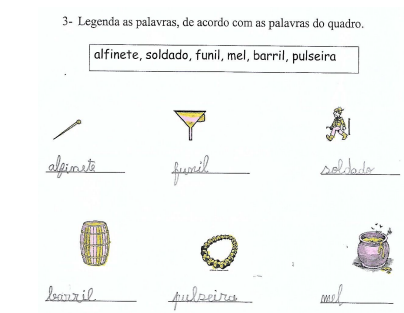 3- Legenda as palavras, de acordo com as palavras do quadro.
alfinete, soldado, funil, mel, barril, pulseira
alfinete funil soldado
barril pulseira mel